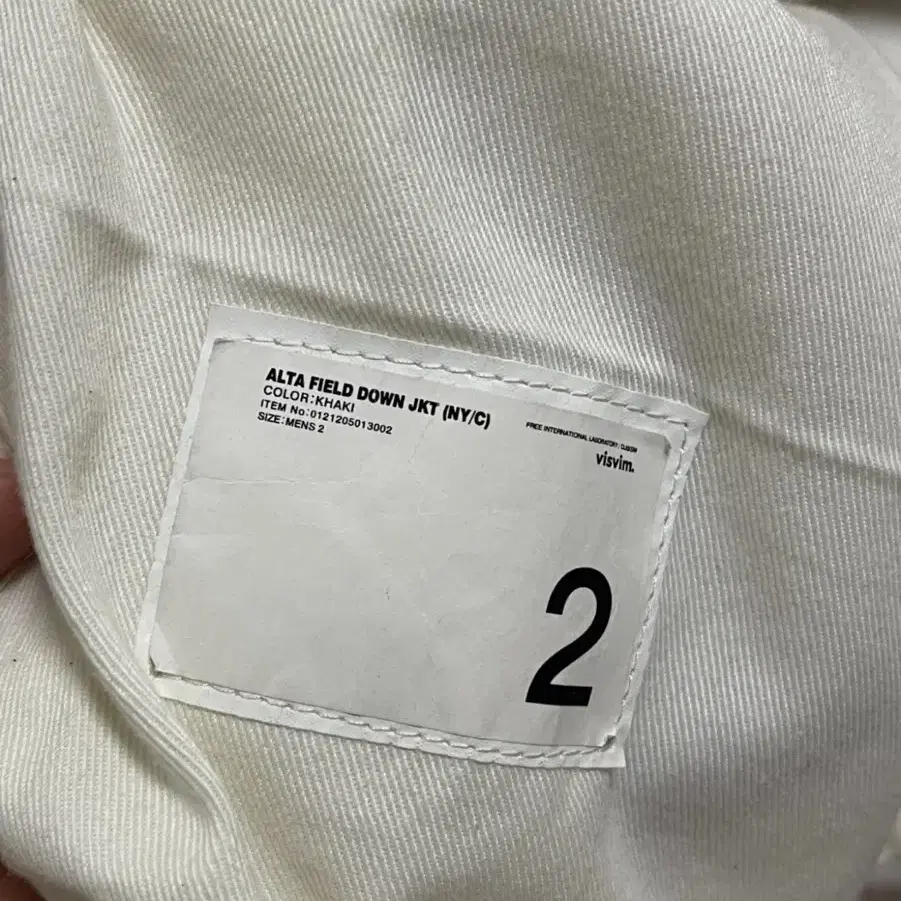 ALTA FIELD DOWN JKT (NY/C)
COLOR:KHAKI
ITEM No:0121205013002
SIZE:MENS 2
FREE INTERNATIONAL LABORATORY
visvim.
2